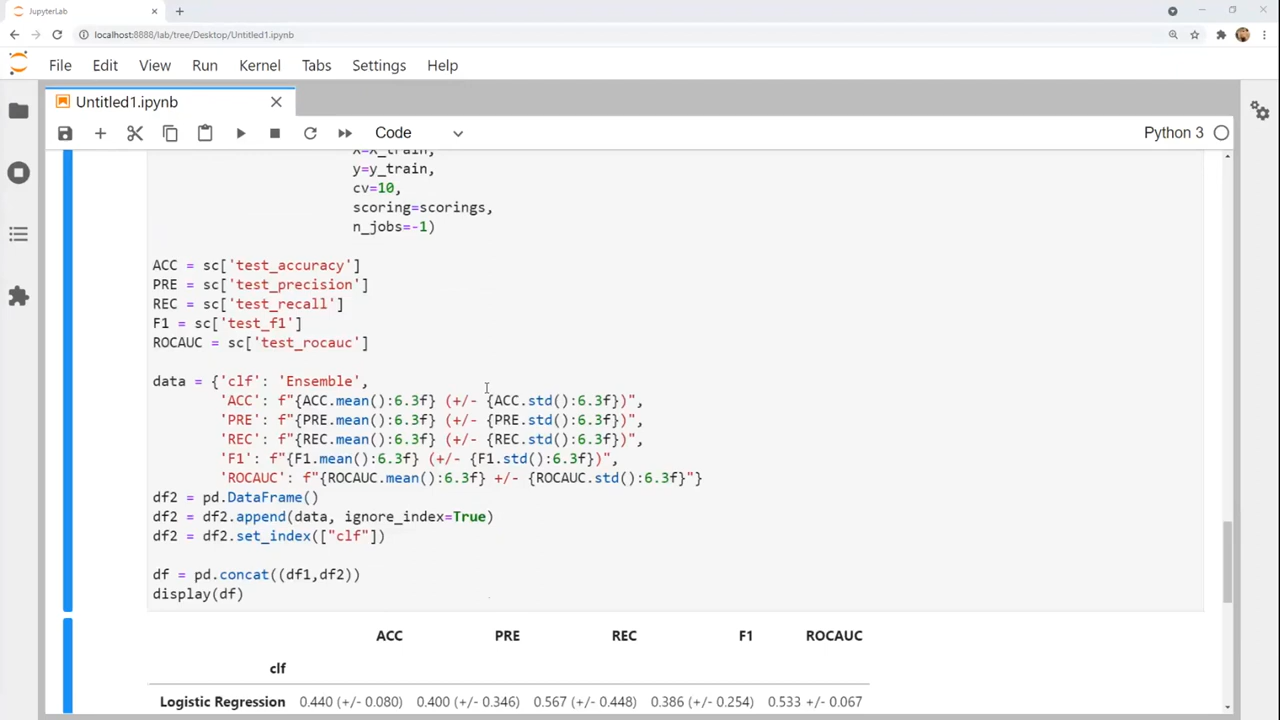 JupyterLab
localhost:8888/lab/tree/Desktop/Untitled1.ipynb
File Edit View Run Kernel Tabs Settings Help
Untitled1.ipynb
Code Python 3
X=X_train,
y=y_train,
cv=10,
scoring=scorings,
n_jobs=-1)
ACC = sc['test_accuracy']
PRE = sc['test_precision']
REC = sc['test_recall']
F1 = sc['test_f1']
ROCAUC = sc['test_rocauc']
data = {'clf': 'Ensemble',
'ACC': f"{ACC.mean():6.3f} (+/- {ACC.std():6.3f})",
'PRE': f"{PRE.mean():6.3f} (+/- {PRE.std():6.3f})",
'REC': f"{REC.mean():6.3f} (+/- {REC.std():6.3f})",
'F1': f"{F1.mean():6.3f} (+/- {F1.std():6.3f})",
'ROCAUC': f"{ROCAUC.mean():6.3f} +/- {ROCAUC.std():6.3f}"}
df2 = pd.DataFrame()
df2 = df2.append(data, ignore_index=True)
df2 = df2.set_index(["clf"])
df = pd.concat((df1,df2))
display(df)
ACC PRE REC F1 ROCAUC
clf
Logistic Regression 0.440 (+/- 0.080) 0.400 (+/- 0.346) 0.567 (+/- 0.448) 0.386 (+/- 0.254) 0.533 +/- 0.067